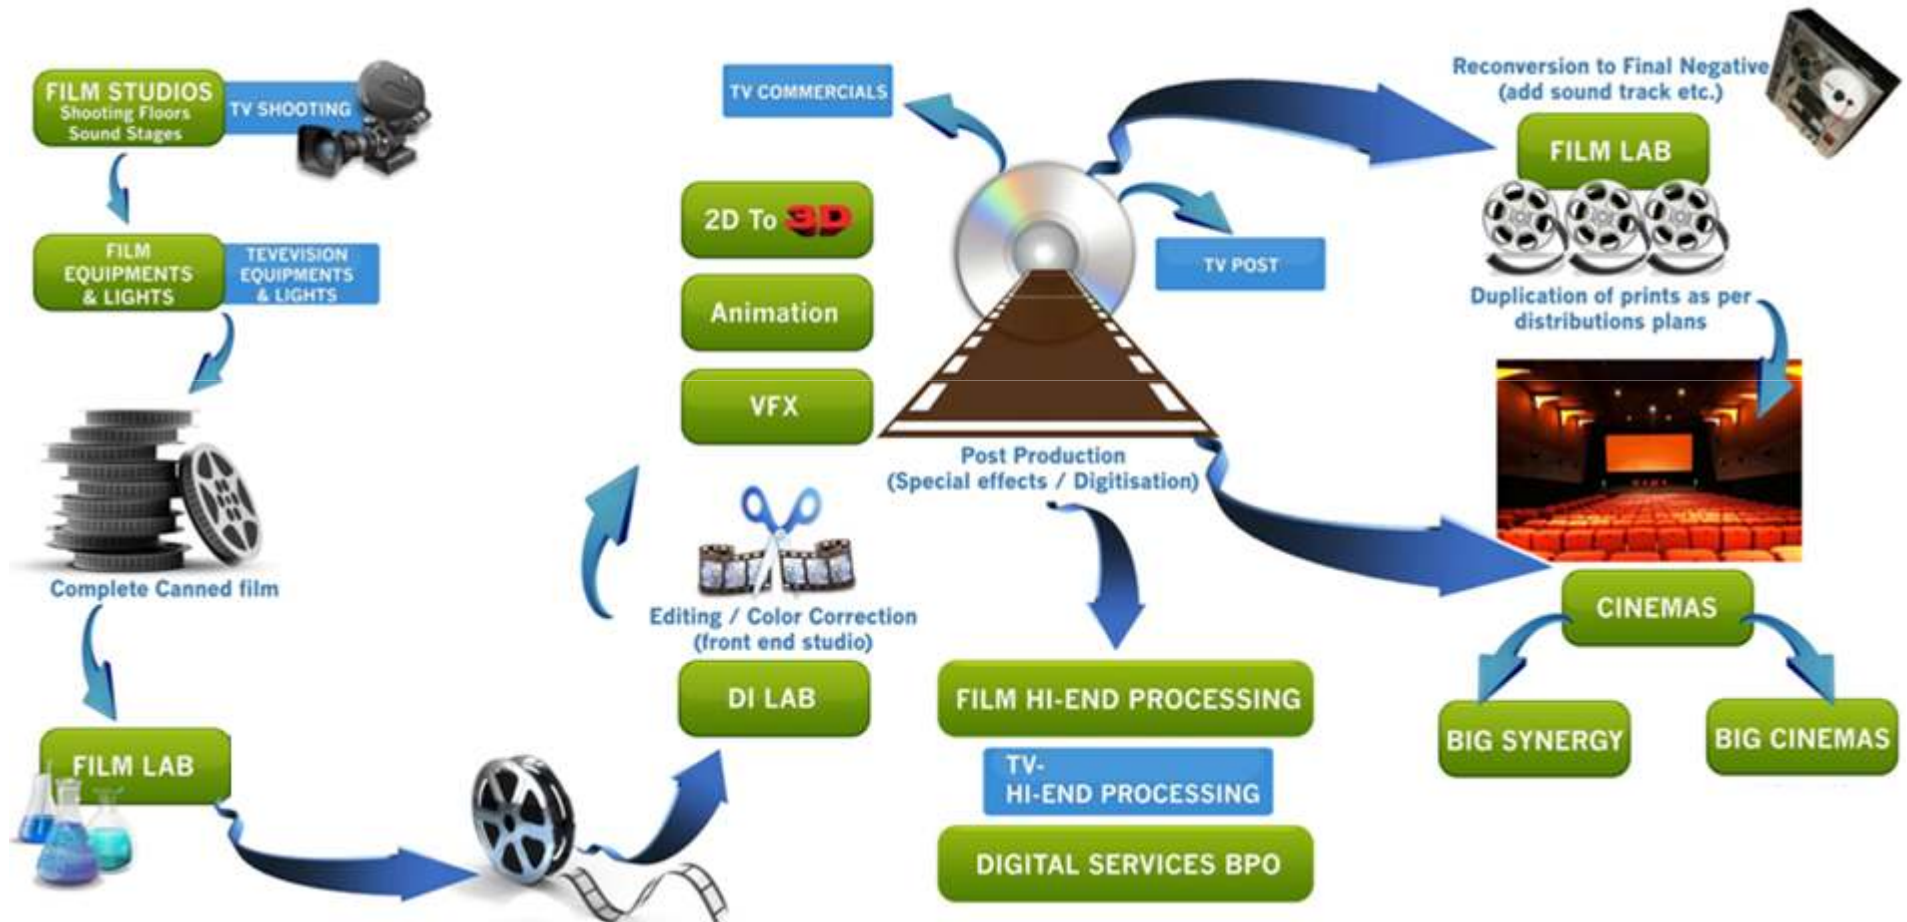 FILM STUDIOS
Shooting Floors
Sound Stages
TV SHOOTING
FILM
EQUIPMENTS
& LIGHTS
TEVEVISION
EQUIPMENTS
& LIGHTS
Complete Canned film
FILM LAB
TV COMMERCIALS
2D To 3D
Animation
VFX
Editing / Color Correction
(front end studio)
DI LAB
TV POST
Post Production
(Special effects / Digitisation)
FILM HI-END PROCESSING
TV-
HI-END PROCESSING
DIGITAL SERVICES BPO
Reconversion to Final Negative
(add sound track etc.)
FILM LAB
Duplication of prints as per
distributions plans
CINEMAS
BIG SYNERGY
BIG CINEMAS